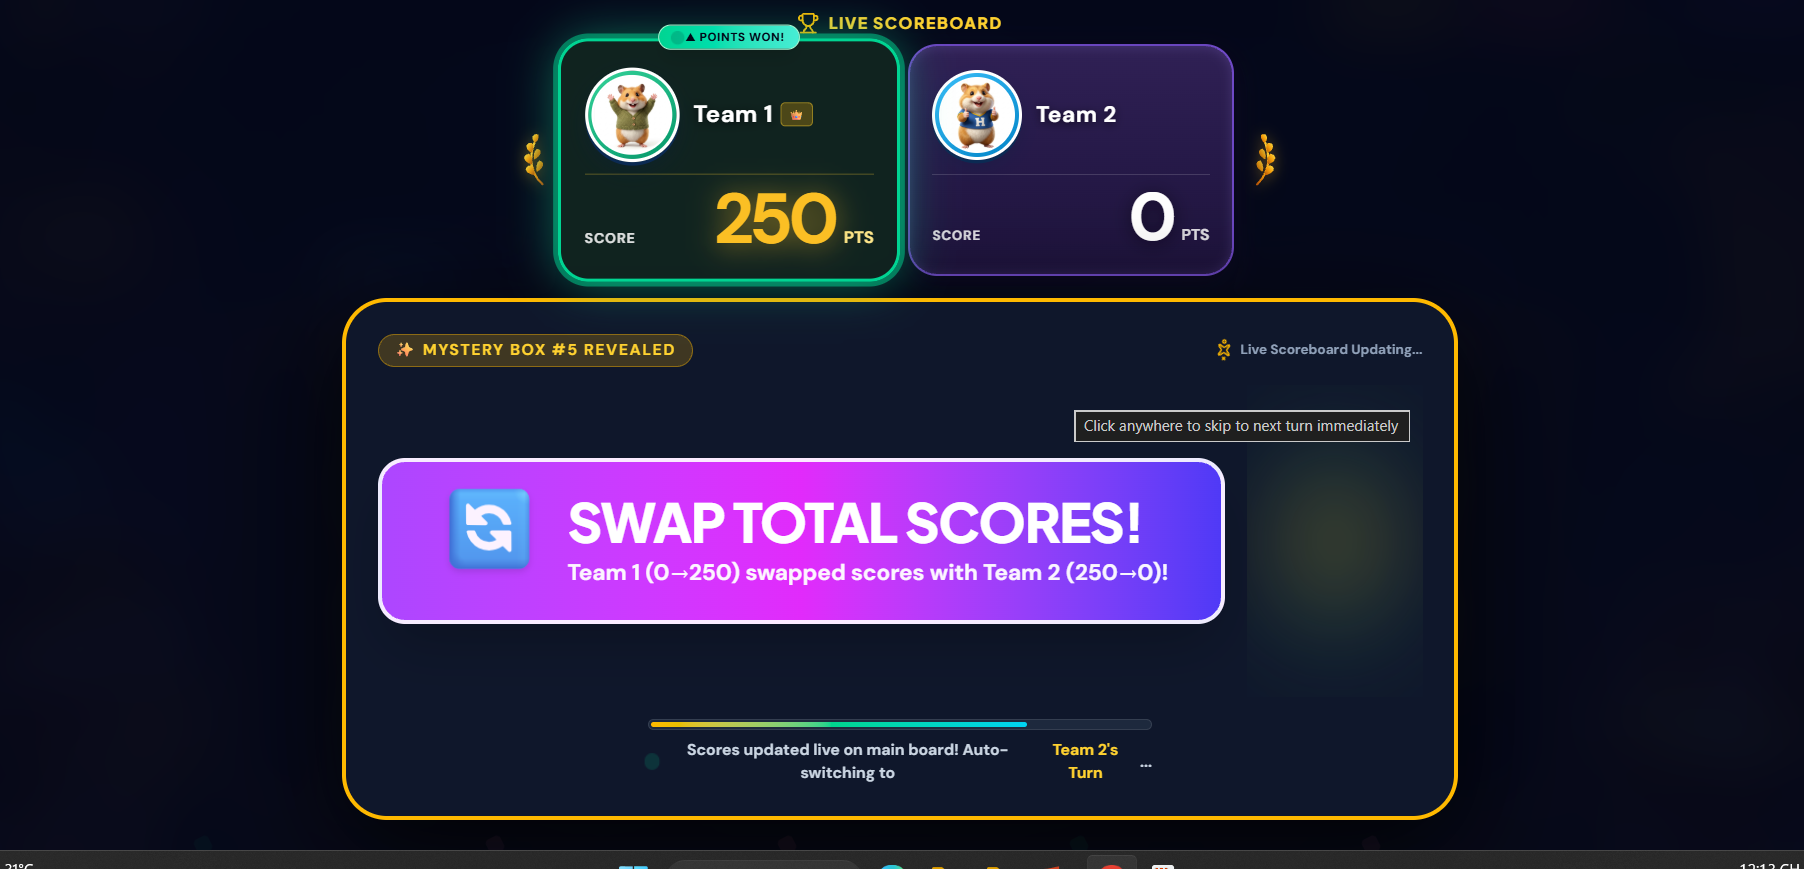 LIVE SCOREBOARD
▲ POINTS WON!
Team 1
SCORE
250 PTS
Team 2
H
SCORE
0 PTS
MYSTERY BOX #5 REVEALED
Live Scoreboard Updating...
Click anywhere to skip to next turn immediately
SWAP TOTAL SCORES!
Team 1 (0→250) swapped scores with Team 2 (250→0)!
Scores updated live on main board! Auto-
switching to
Team 2's
Turn
...